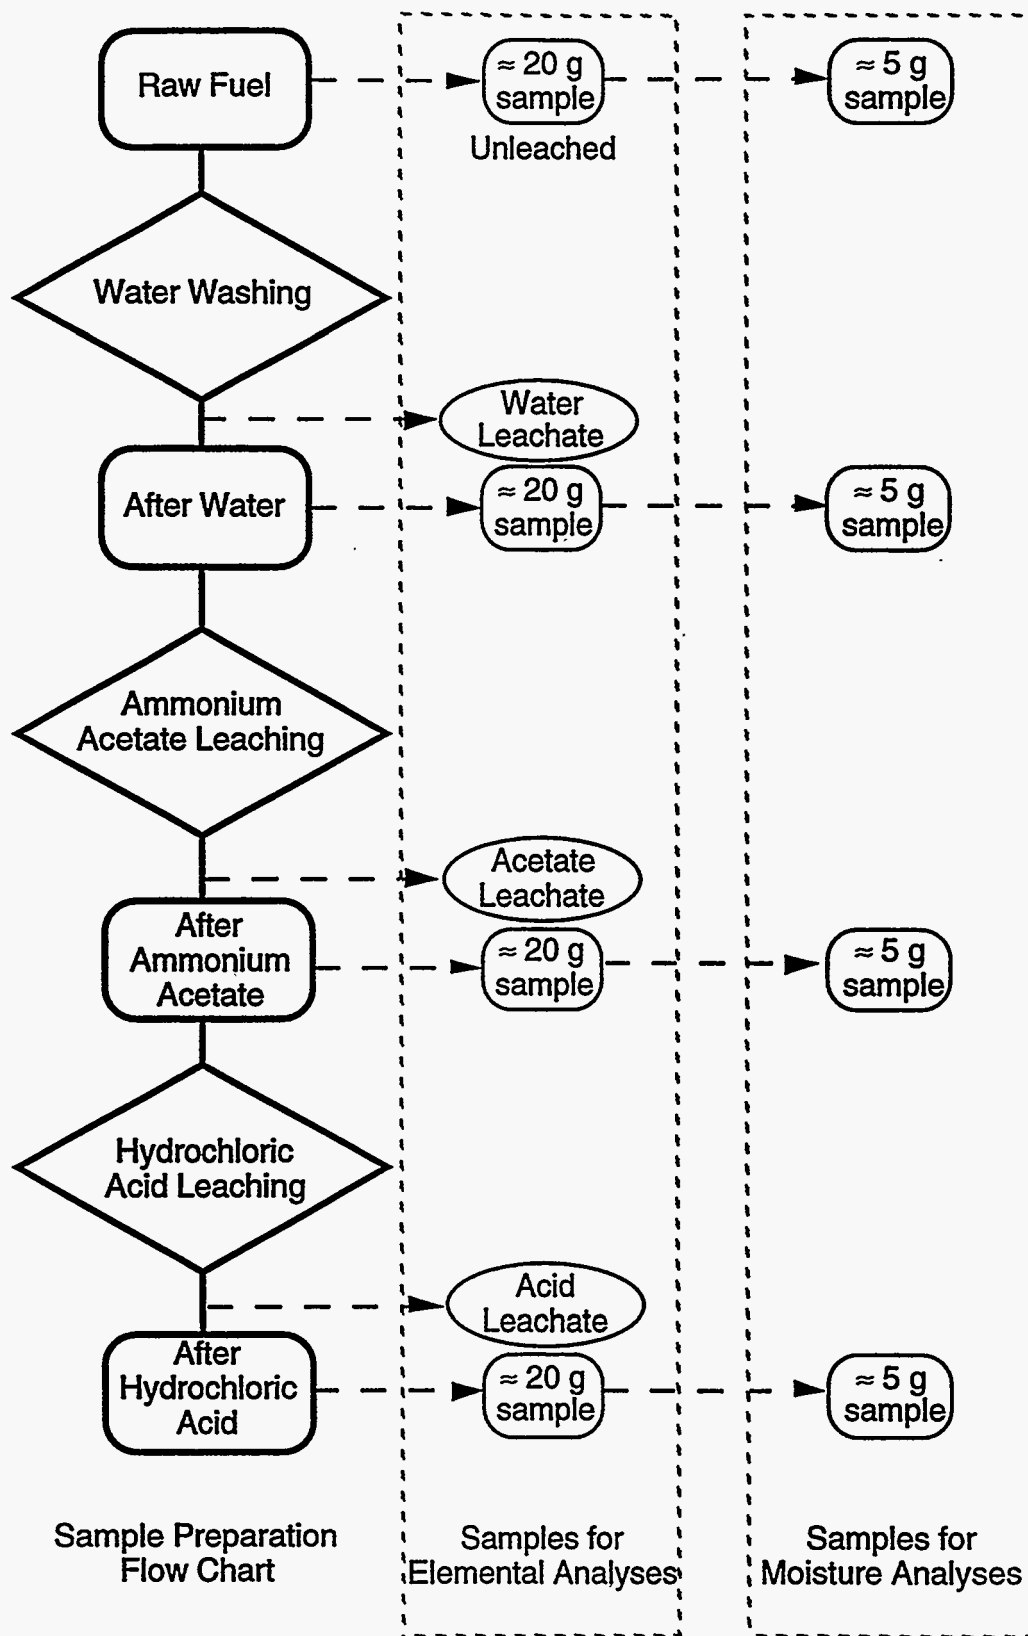 Raw Fuel
≈ 20 g
sample
Unleached
≈ 5 g
sample
Water Washing
Water
Leachate
After Water
≈ 20 g
sample
≈ 5 g
sample
Ammonium
Acetate Leaching
Acetate
Leachate
After
Ammonium
Acetate
≈ 20 g
sample
≈ 5 g
sample
Hydrochloric
Acid Leaching
Acid
Leachate
After
Hydrochloric
Acid
≈ 20 g
sample
≈ 5 g
sample
Sample Preparation
Flow Chart
Samples for
Elemental Analyses
Samples for
Moisture Analyses